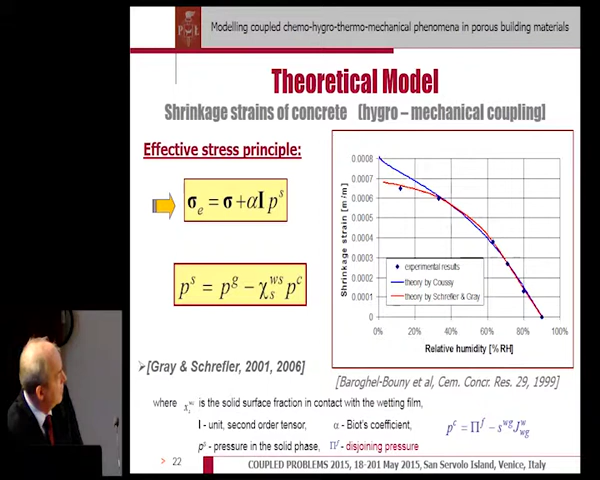 P Ł
Modelling coupled chemo-hygro-thermo-mechanical phenomena in porous building materials
Theoretical Model
Shrinkage strains of concrete [hygro – mechanical coupling]
Effective stress principle:
σₑ = σ + αI pˢ
pˢ = p^g − χₛ^ws p^c
[Gray & Schrefler, 2001, 2006]
Shrinkage strain [m/m]
0.0008
0.0007
0.0006
0.0005
0.0004
0.0003
0.0002
0.0001
0
experimental results
theory by Coussy
theory by Schrefler & Gray
0% 20% 40% 60% 80% 100%
Relative humidity [%RH]
[Baroghel-Bouny et al, Cem. Concr. Res. 29, 1999]
where χₛ^ws is the solid surface fraction in contact with the wetting film,
I - unit, second order tensor, α - Biot's coefficient,
pˢ - pressure in the solid phase, Π^f - disjoining pressure
p^c = Π^f − s^wg J^w_wg
22 COUPLED PROBLEMS 2015, 18-201 May 2015, San Servolo Island, Venice, Italy